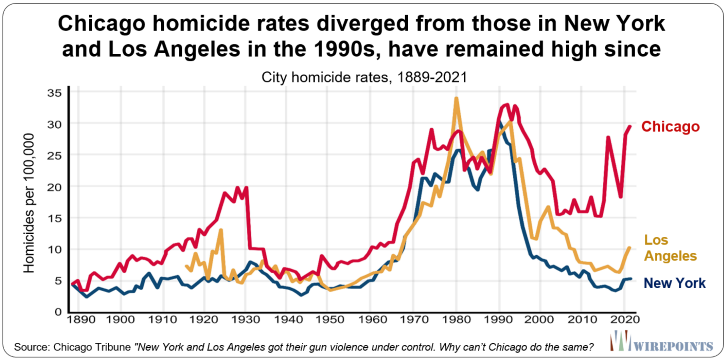 Chicago homicide rates diverged from those in New York
and Los Angeles in the 1990s, have remained high since
City homicide rates, 1889-2021
Homicides per 100,000
35
30
25
20
15
10
5
0
Chicago
Los
Angeles
New York
1890 1900 1910 1920 1930 1940 1950 1960 1970 1980 1990 2000 2010 2020
Source: Chicago Tribune "New York and Los Angeles got their gun violence under control. Why can't Chicago do the same?
WIREPOINTS